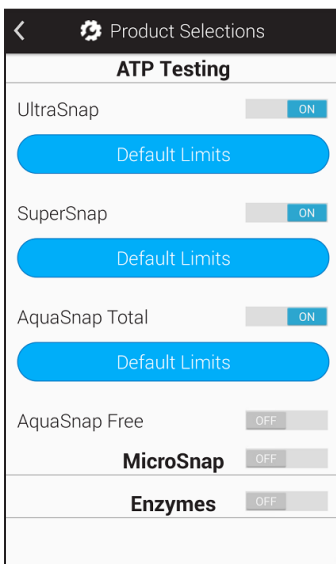 Product Selections
ATP Testing
UltraSnap ON
Default Limits
SuperSnap ON
Default Limits
AquaSnap Total ON
Default Limits
AquaSnap Free OFF
MicroSnap OFF
Enzymes OFF